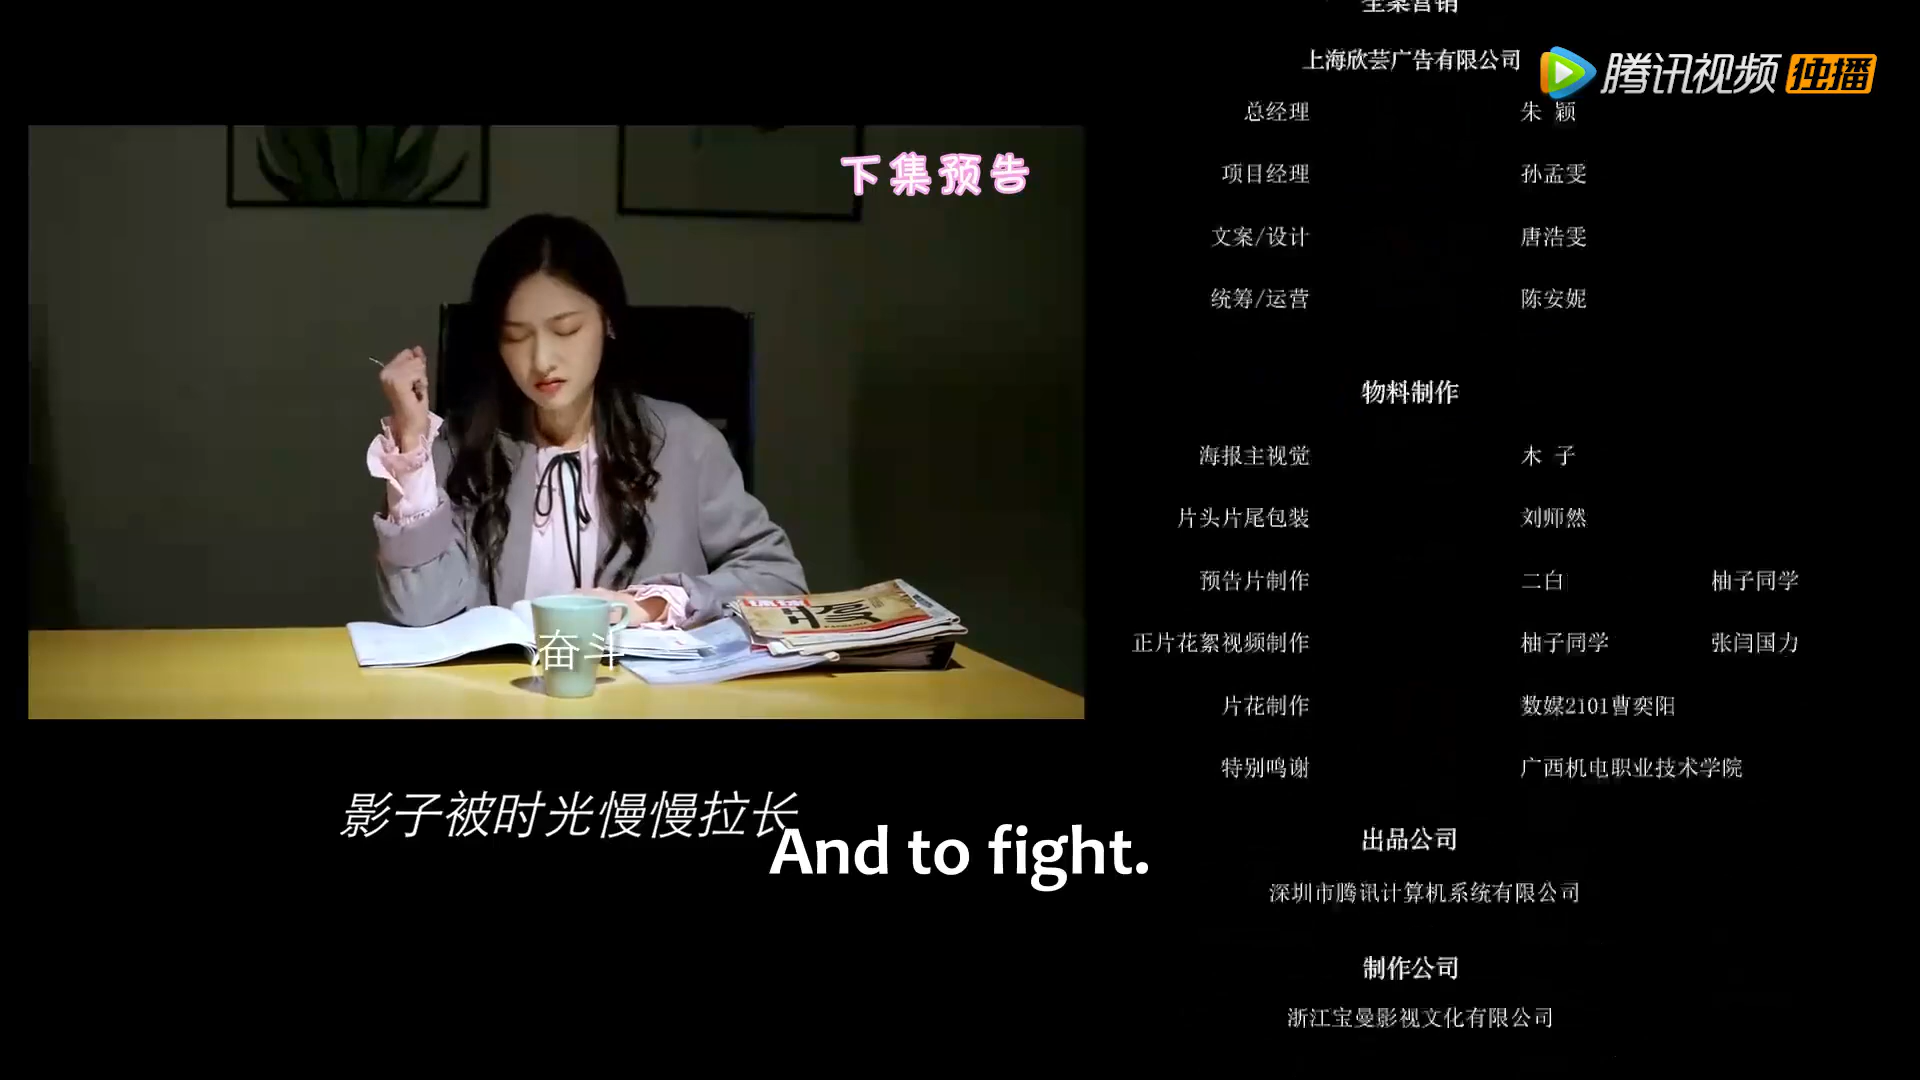 全案营销
上海欣芸广告有限公司
腾讯视频 独播
总经理 朱 颖
项目经理 孙孟雯
文案/设计 唐浩雯
统筹/运营 陈安妮
下集预告
物料制作
海报主视觉 木 子
片头片尾包装 刘师然
预告片制作 二白 柚子同学
正片花絮视频制作 柚子同学 张闫国力
片花制作 数媒2101曹奕阳
特别鸣谢 广西机电职业技术学院
奋斗
影子被时光慢慢拉长
And to fight.
出品公司
深圳市腾讯计算机系统有限公司
制作公司
浙江宝曼影视文化有限公司